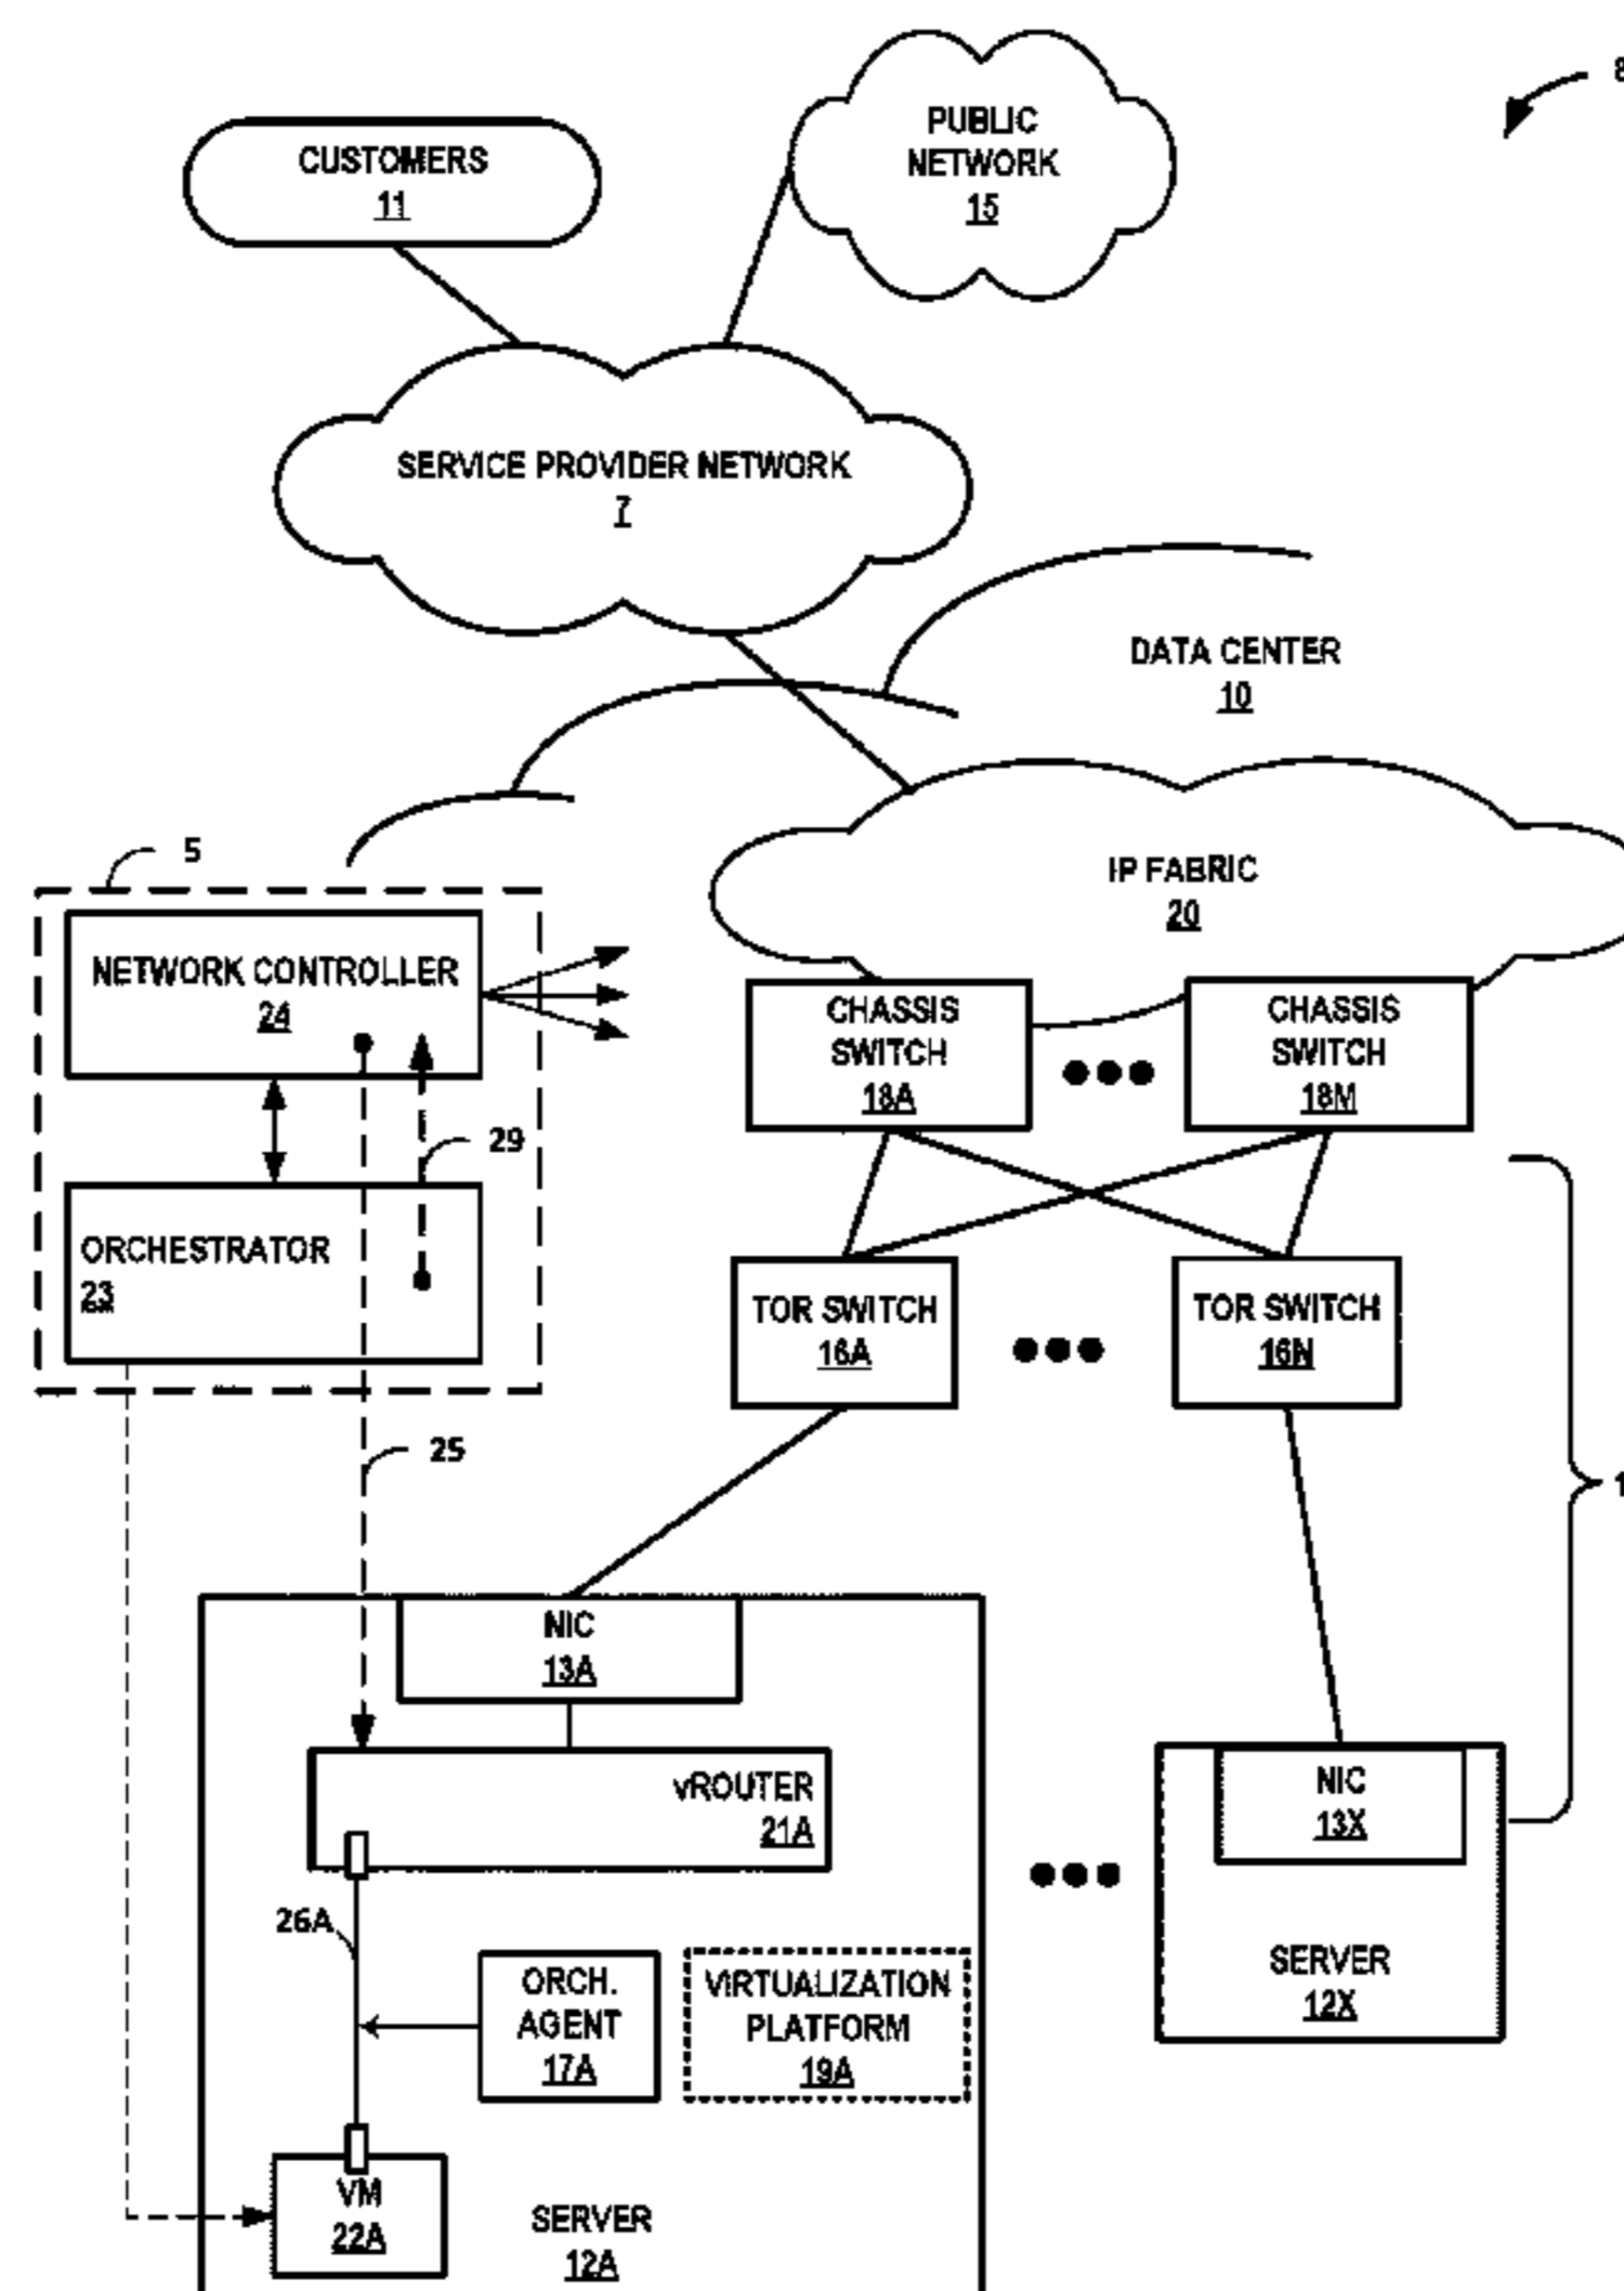 8
PUBLIC
NETWORK
15
CUSTOMERS
11
SERVICE PROVIDER NETWORK
7
DATA CENTER
10
5
IP FABRIC
20
NETWORK CONTROLLER
24
CHASSIS
SWITCH
18A
CHASSIS
SWITCH
18M
29
ORCHESTRATOR
23
TOR SWITCH
16A
TOR SWITCH
16N
25
1
NIC
13A
vROUTER
21A
NIC
13X
26A
ORCH.
AGENT
17A
VIRTUALIZATION
PLATFORM
19A
SERVER
12X
VM
22A
SERVER
12A